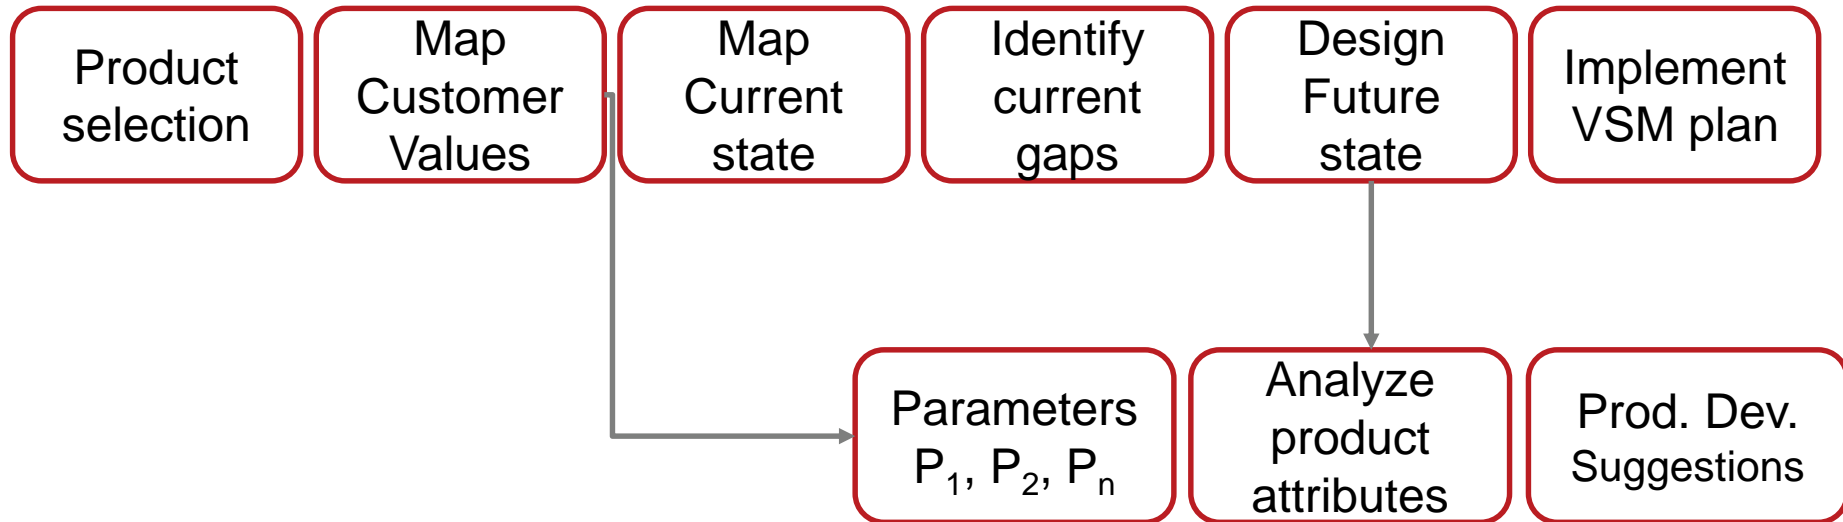 Product
selection
Map
Customer
Values
Map
Current
state
Identify
current
gaps
Design
Future
state
Implement
VSM plan
Parameters
P₁, P₂, Pₙ
Analyze
product
attributes
Prod. Dev.
Suggestions